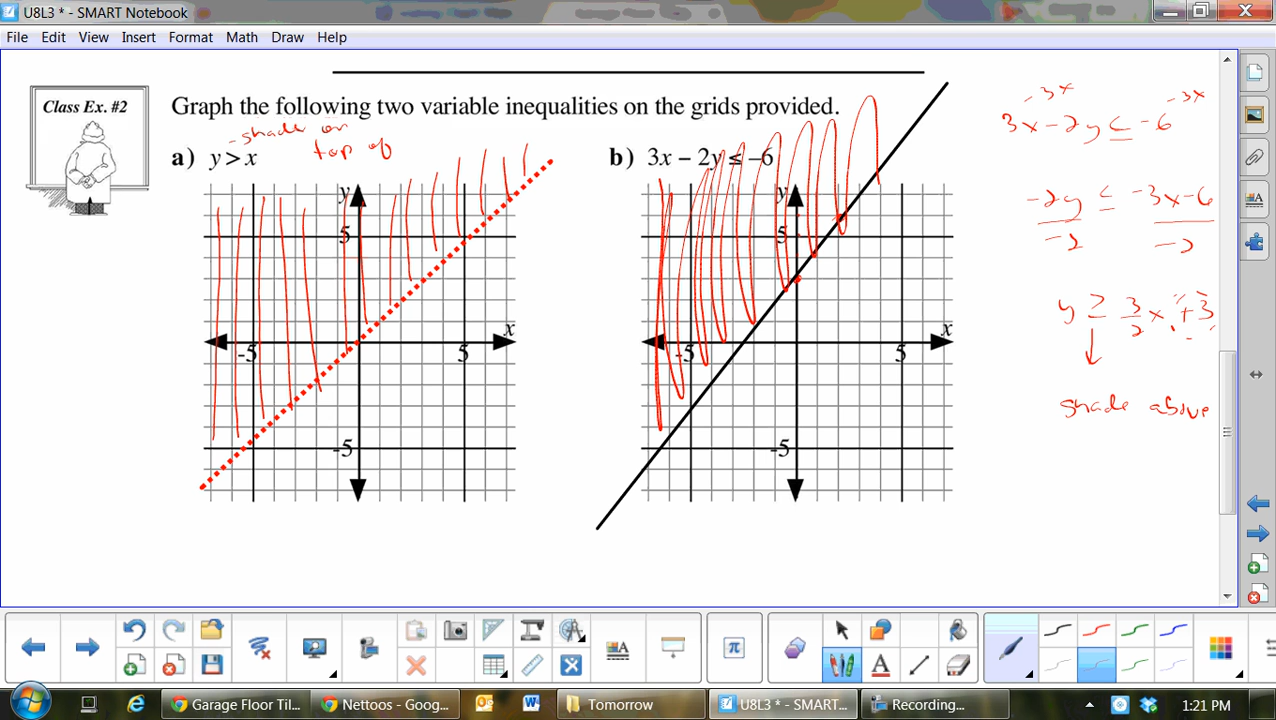 U8L3 * - SMART Notebook
File Edit View Insert Format Math Draw Help
Class Ex. #2
Graph the following two variable inequalities on the grids provided.
-shade on
top of
a) y > x
b) 3x − 2y ≤ −6
y
5
-5
x
5
-5
y
5
-5
x
5
-5
-3x -3x
3x-2y ≤ -6
-2y ≤ -3x-6
-2 -2
y ≥ 3/2 x + 3
shade above
π
A
Garage Floor Til...
Nettoos - Goog...
Tomorrow
U8L3 * - SMART...
Recording...
1:21 PM